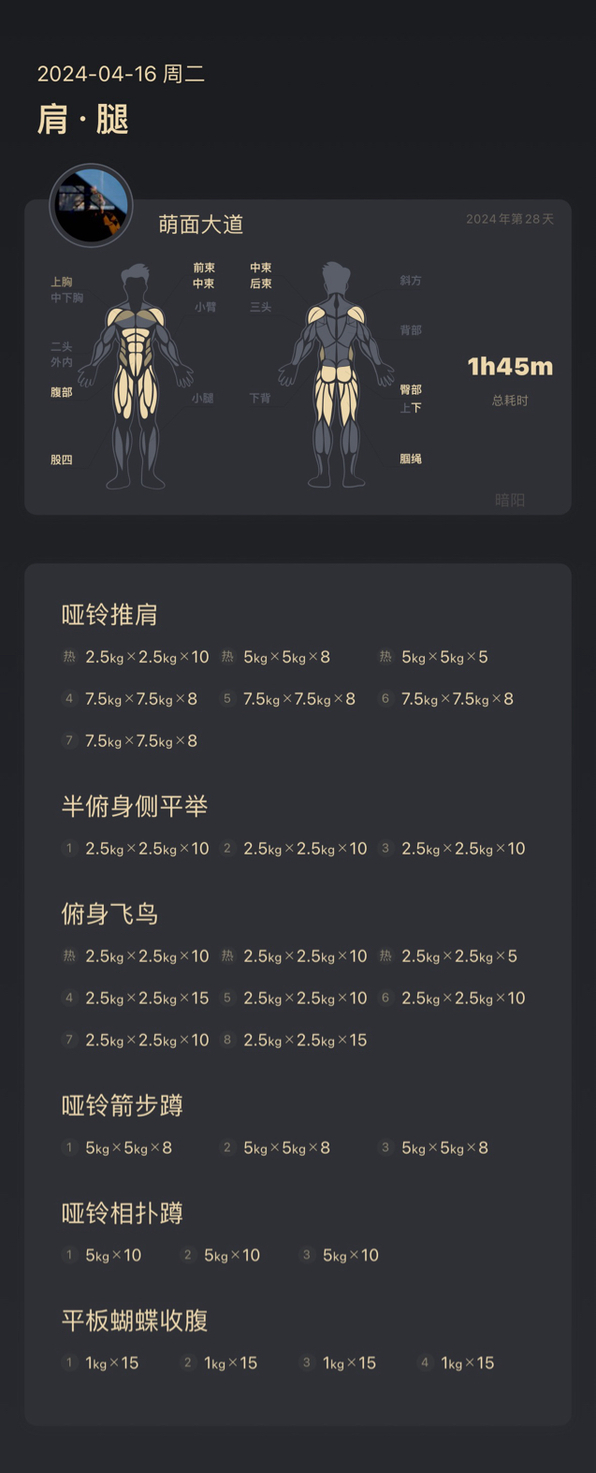 2024-04-16 周二
肩 · 腿
萌面大道
2024年第28天
上胸
中下胸
前束
中束
小臂
中束
后束
三头
斜方
二头
外内
背部
1h45m
总耗时
腹部
小腿
下背
臀部
上下
股四
腘绳
暗阳
哑铃推肩
热 2.5kg×2.5kg×10 热 5kg×5kg×8 热 5kg×5kg×5
4 7.5kg×7.5kg×8 5 7.5kg×7.5kg×8 6 7.5kg×7.5kg×8
7 7.5kg×7.5kg×8
半俯身侧平举
1 2.5kg×2.5kg×10 2 2.5kg×2.5kg×10 3 2.5kg×2.5kg×10
俯身飞鸟
热 2.5kg×2.5kg×10 热 2.5kg×2.5kg×10 热 2.5kg×2.5kg×5
4 2.5kg×2.5kg×15 5 2.5kg×2.5kg×10 6 2.5kg×2.5kg×10
7 2.5kg×2.5kg×10 8 2.5kg×2.5kg×15
哑铃箭步蹲
1 5kg×5kg×8 2 5kg×5kg×8 3 5kg×5kg×8
哑铃相扑蹲
1 5kg×10 2 5kg×10 3 5kg×10
平板蝴蝶收腹
1 1kg×15 2 1kg×15 3 1kg×15 4 1kg×15